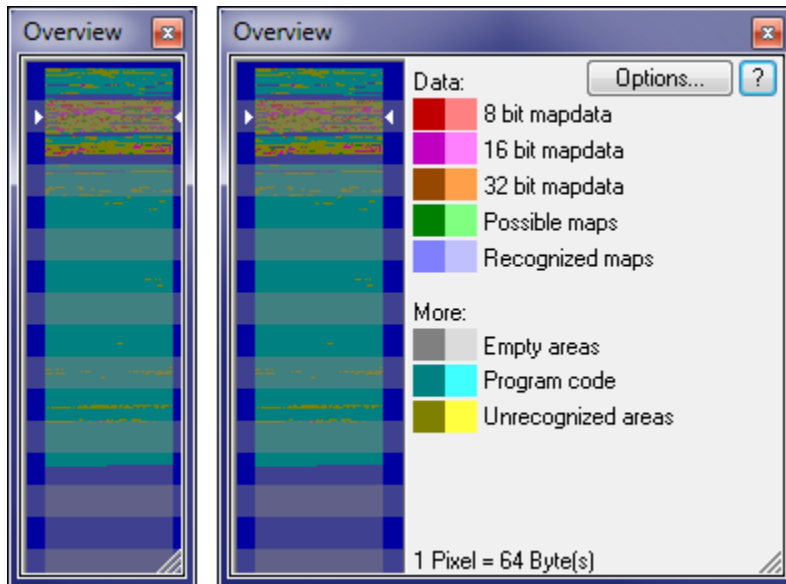 Overview
Overview
Data:
Options...
?
8 bit mapdata
16 bit mapdata
32 bit mapdata
Possible maps
Recognized maps
More:
Empty areas
Program code
Unrecognized areas
1 Pixel = 64 Byte(s)